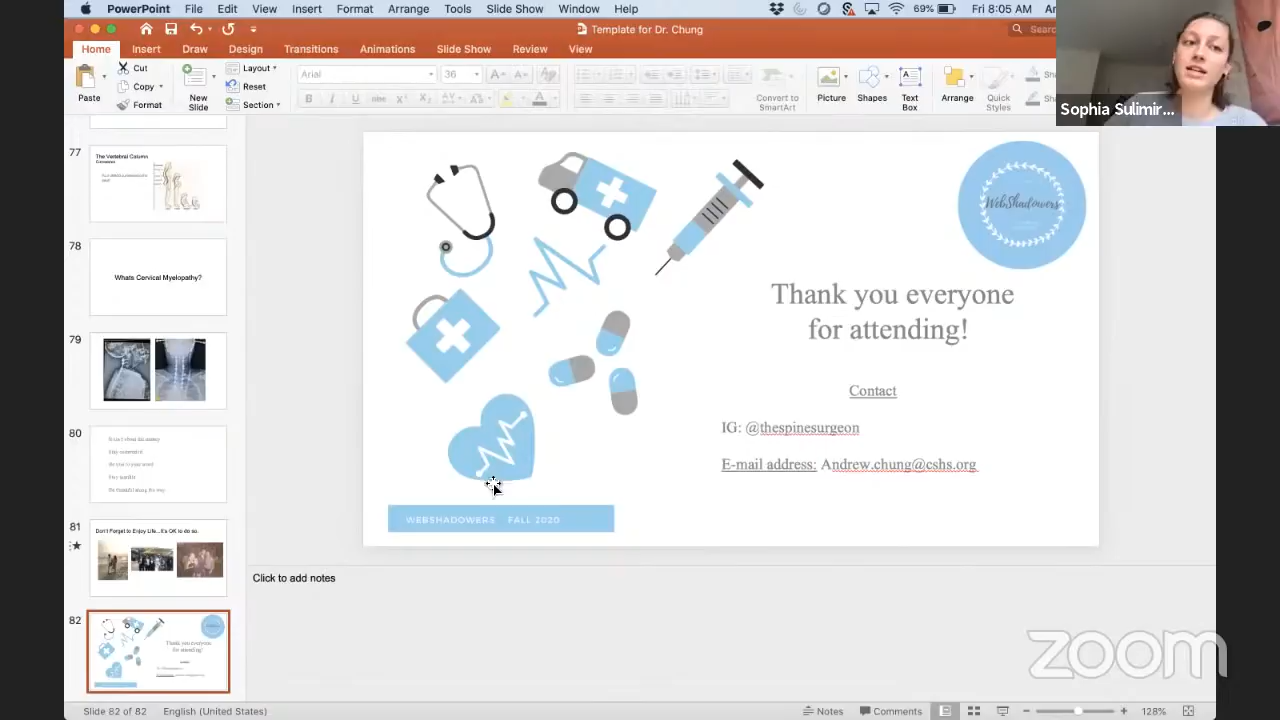 PowerPoint File Edit View Insert Format Arrange Tools Slide Show Window Help 69% Fri 8:05 AM
Template for Dr. Chung
Home Insert Draw Design Transitions Animations Slide Show Review View
Paste Cut Copy Format
New Slide
Layout Reset Section
Arial 36
Convert to SmartArt
Picture Shapes Text Box Arrange Quick Styles
Sophia Sulimir...
77
The Vertebral Column
78
Whats Cervical Myelopathy?
79
80
81
Don't Forget to Enjoy Life...It's OK to do so.
82
Thank you everyone
for attending!
WebShadowers
Thank you everyone
for attending!
Contact
IG: @thespinesurgeon
E-mail address: Andrew.chung@cshs.org
WEBSHADOWERS FALL 2020
Click to add notes
zoom
Slide 82 of 82 English (United States) Notes Comments 128%